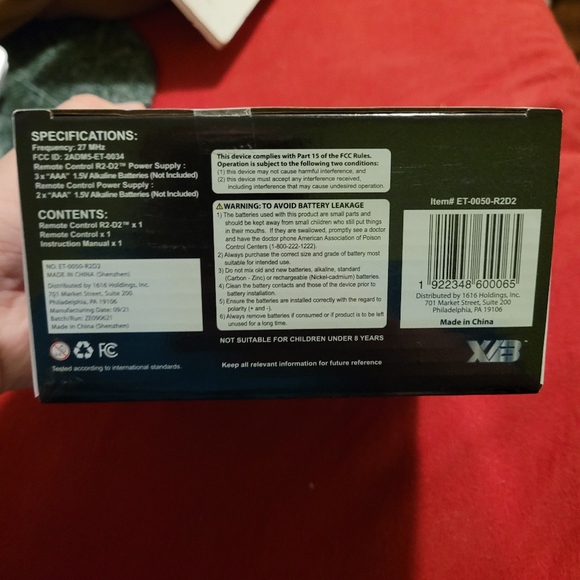 SPECIFICATIONS:
Frequency: 27 MHz
FCC ID: 2ADM5-ET-0034
Remote Control R2-D2™ Power Supply :
3 x "AAA" 1.5V Alkaline Batteries (Not Included)
Remote Control Power Supply :
2 x "AAA" 1.5V Alkaline Batteries (Not Included)
CONTENTS:
Remote Control R2-D2™ x 1
Remote Control x 1
Instruction Manual x 1
NO. ET-0050-R2D2
MADE IN CHINA (Shenzhen)
Distributed by 1616 Holdings, Inc.
701 Market Street, Suite 200
Philadelphia, PA 19106
Manufacturing Date: 09/21
Batch/Run: ZE090621
Made in China (Shenzhen)
FC
Tested according to international standards.
This device complies with Part 15 of the FCC Rules.
Operation is subject to the following two conditions:
(1) this device may not cause harmful interference, and
(2) this device must accept any interference received,
including interference that may cause undesired operation.
WARNING: TO AVOID BATTERY LEAKAGE
1) The batteries used with this product are small parts and
should be kept away from small children who still put things
in their mouths. If they are swallowed, promptly see a doctor
and have the doctor phone American Association of Poison
Control Centers (1-800-222-1222).
2) Always purchase the correct size and grade of battery most
suitable for intended use.
3) Do not mix old and new batteries, alkaline, standard
(Carbon - Zinc) or rechargeable (Nickel-cadmium) batteries.
4) Clean the battery contacts and those of the device prior to
battery installation.
5) Ensure the batteries are installed correctly with the regard to
polarity (+ and -).
6) Always remove batteries if consumed or if product is to be left
unused for a long time.
NOT SUITABLE FOR CHILDREN UNDER 8 YEARS
Keep all relevant information for future reference
Item# ET-0050-R2D2
1 922348 600065
Distributed by 1616 Holdings, Inc.
701 Market Street, Suite 200
Philadelphia, PA 19106
Made in China